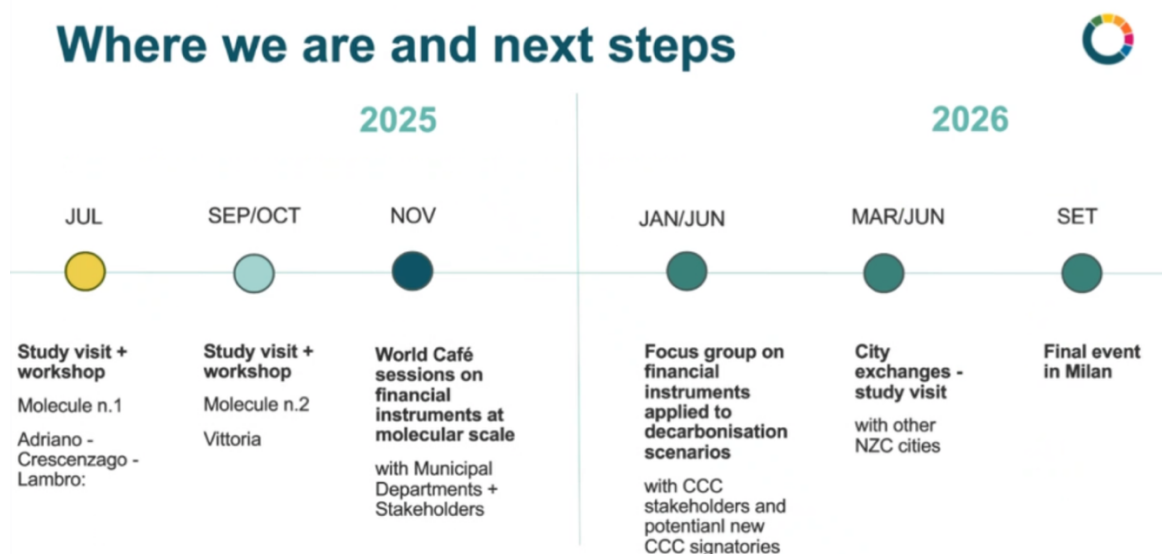 Where we are and next steps
2025
2026
JUL
SEP/OCT
NOV
JAN/JUN
MAR/JUN
SET
Study visit +
workshop
Molecule n.1
Adriano -
Crescenzago -
Lambro:
Study visit +
workshop
Molecule n.2
Vittoria
World Café
sessions on
financial
instruments at
molecular scale
with Municipal
Departments +
Stakeholders
Focus group on
financial
instruments
applied to
decarbonisation
scenarios
with CCC
stakeholders and
potentianl new
CCC signatories
City
exchanges -
study visit
with other
NZC cities
Final event
in Milan